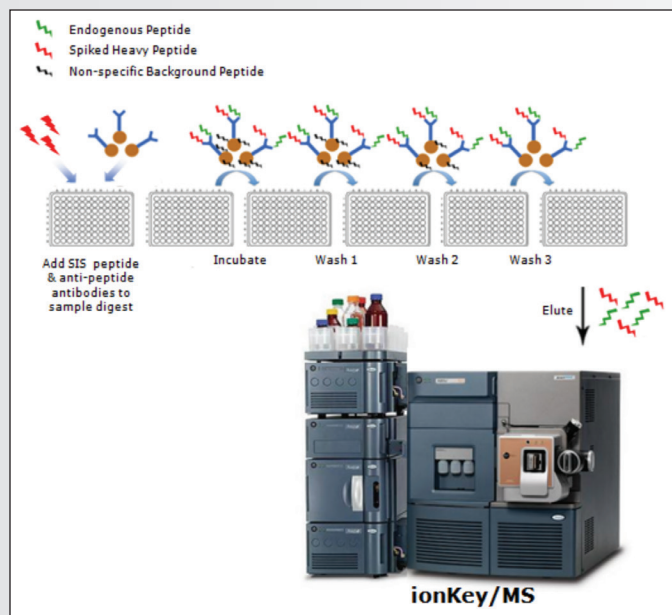 Endogenous Peptide
Spiked Heavy Peptide
Non-specific Background Peptide
Add SIS peptide
& anti-peptide
antibodies to
sample digest
Incubate
Wash 1
Wash 2
Wash 3
Elute
ionKey/MS